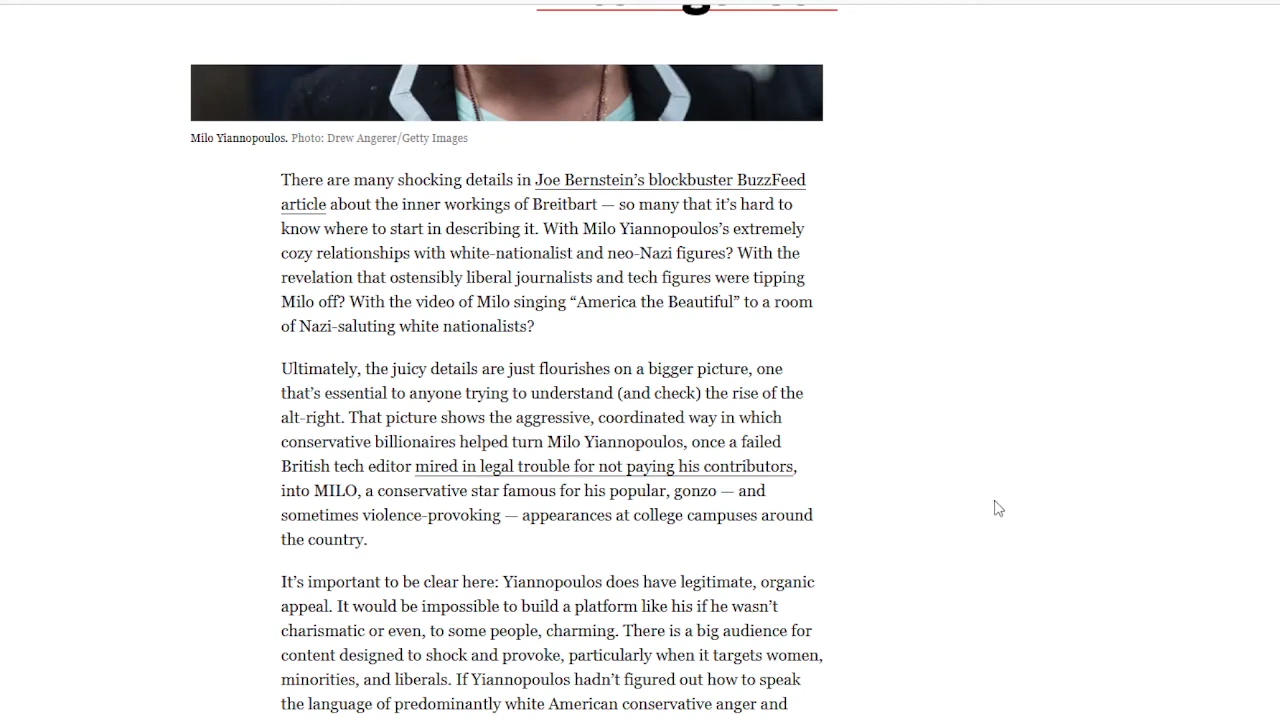 Milo Yiannopoulos. Photo: Drew Angerer/Getty Images
There are many shocking details in Joe Bernstein’s blockbuster BuzzFeed
article about the inner workings of Breitbart — so many that it’s hard to
know where to start in describing it. With Milo Yiannopoulos’s extremely
cozy relationships with white-nationalist and neo-Nazi figures? With the
revelation that ostensibly liberal journalists and tech figures were tipping
Milo off? With the video of Milo singing “America the Beautiful” to a room
of Nazi-saluting white nationalists?
Ultimately, the juicy details are just flourishes on a bigger picture, one
that’s essential to anyone trying to understand (and check) the rise of the
alt-right. That picture shows the aggressive, coordinated way in which
conservative billionaires helped turn Milo Yiannopoulos, once a failed
British tech editor mired in legal trouble for not paying his contributors,
into MILO, a conservative star famous for his popular, gonzo — and
sometimes violence-provoking — appearances at college campuses around
the country.
It’s important to be clear here: Yiannopoulos does have legitimate, organic
appeal. It would be impossible to build a platform like his if he wasn’t
charismatic or even, to some people, charming. There is a big audience for
content designed to shock and provoke, particularly when it targets women,
minorities, and liberals. If Yiannopoulos hadn’t figured out how to speak
the language of predominantly white American conservative anger and